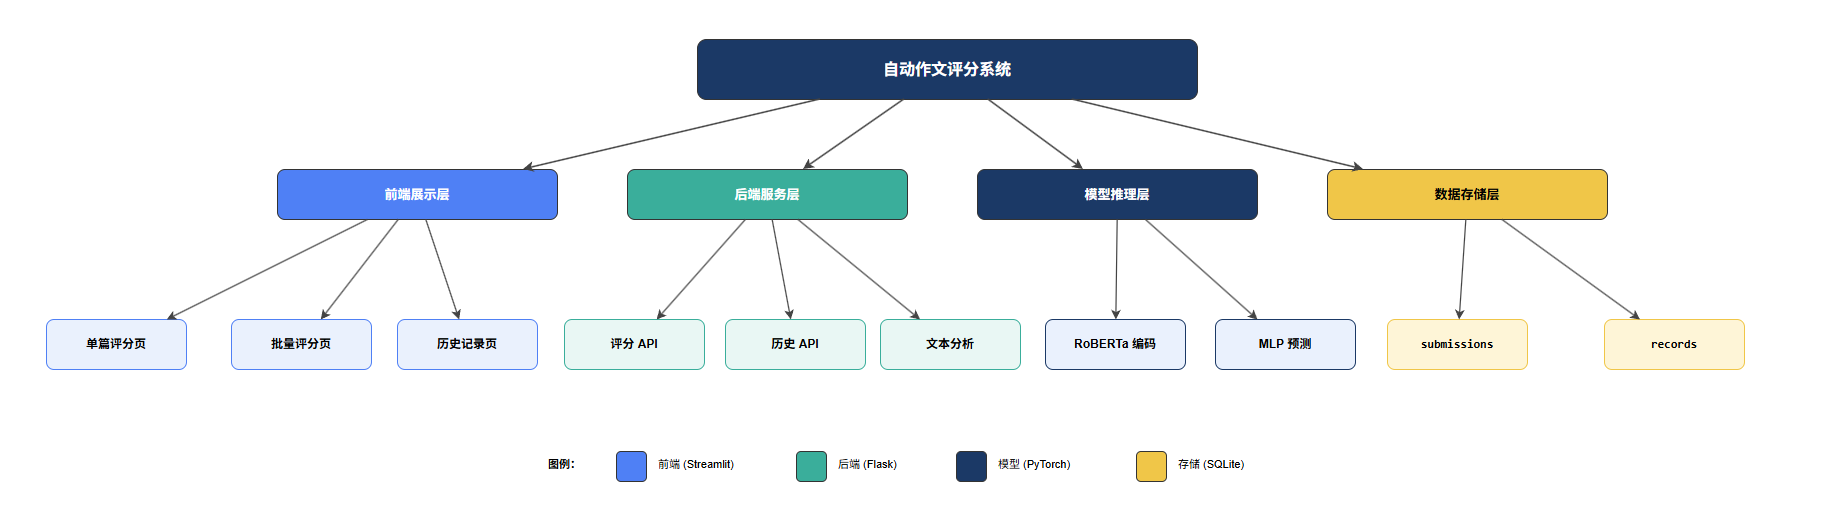 自动作文评分系统
前端展示层
后端服务层
模型推理层
数据存储层
单篇评分页
批量评分页
历史记录页
评分 API
历史 API
文本分析
RoBERTa 编码
MLP 预测
submissions
records
图例：
前端 (Streamlit)
后端 (Flask)
模型 (PyTorch)
存储 (SQLite)